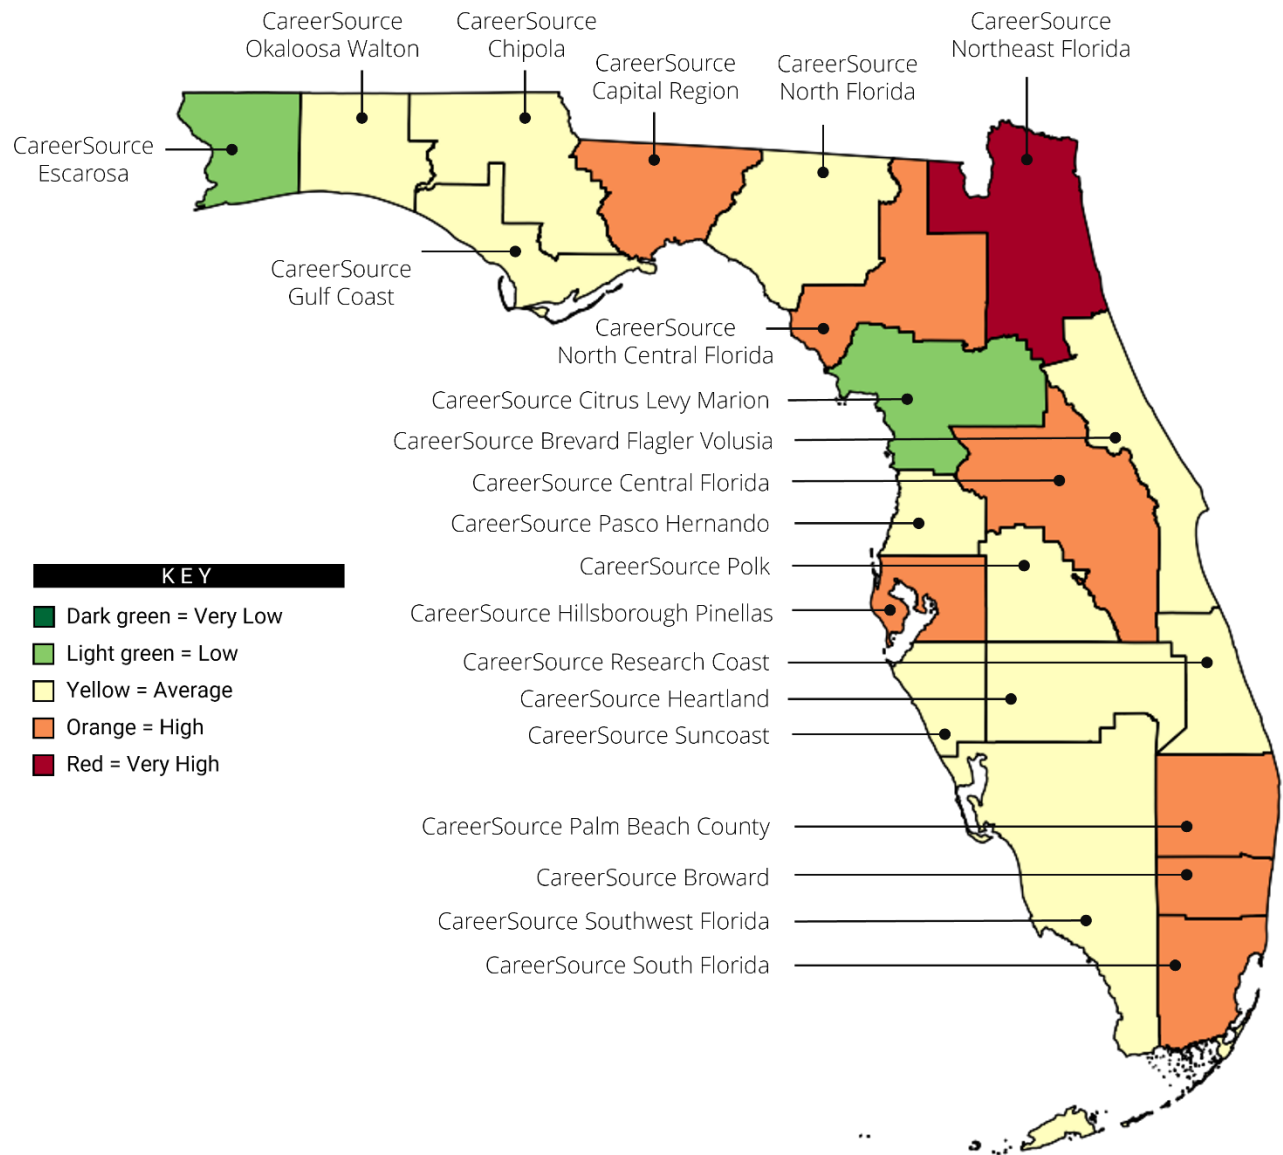 CareerSource
Okaloosa Walton
CareerSource
Chipola
CareerSource
Capital Region
CareerSource
North Florida
CareerSource
Northeast Florida
CareerSource
Escarosa
CareerSource
Gulf Coast
CareerSource
North Central Florida
CareerSource Citrus Levy Marion
CareerSource Brevard Flagler Volusia
CareerSource Central Florida
CareerSource Pasco Hernando
CareerSource Polk
CareerSource Hillsborough Pinellas
CareerSource Research Coast
CareerSource Heartland
CareerSource Suncoast
CareerSource Palm Beach County
CareerSource Broward
CareerSource Southwest Florida
CareerSource South Florida
KEY
Dark green = Very Low
Light green = Low
Yellow = Average
Orange = High
Red = Very High